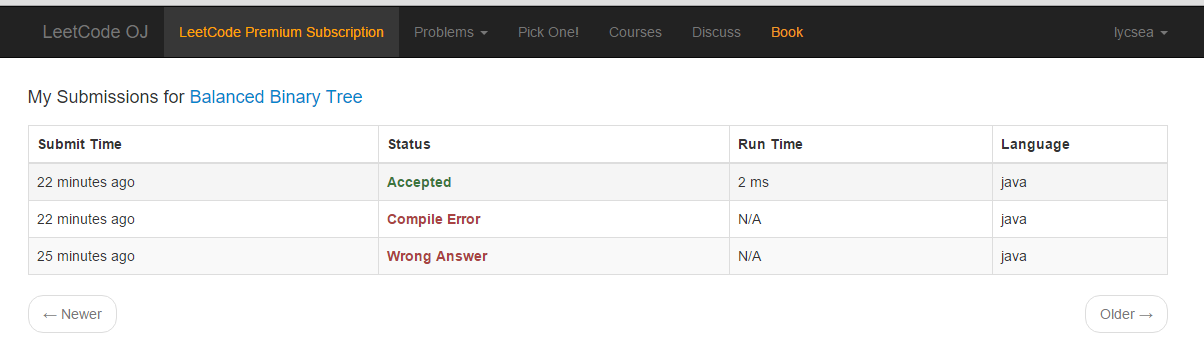 LeetCode OJ LeetCode Premium Subscription Problems Pick One! Courses Discuss Book lycsea
My Submissions for Balanced Binary Tree
Submit Time Status Run Time Language
22 minutes ago Accepted 2 ms java
22 minutes ago Compile Error N/A java
25 minutes ago Wrong Answer N/A java
← Newer Older →